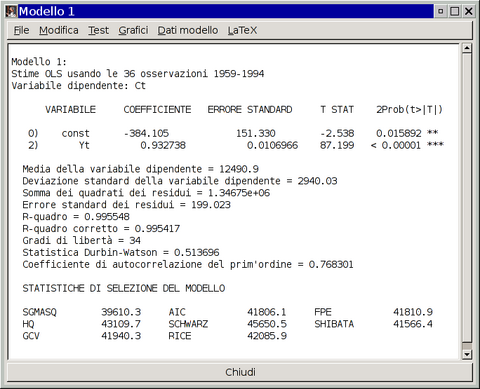 Modello 1
File Modifica Test Grafici Dati modello LaTeX
Modello 1:
Stime OLS usando le 36 osservazioni 1959-1994
Variabile dipendente: Ct
VARIABILE COEFFICIENTE ERRORE STANDARD T STAT 2Prob(t>|T|)
0) const -384.105 151.330 -2.538 0.015892 **
2) Yt 0.932738 0.0106966 87.199 < 0.00001 ***
Media della variabile dipendente = 12490.9
Deviazione standard della variabile dipendente = 2940.03
Somma dei quadrati dei residui = 1.34675e+06
Errore standard dei residui = 199.023
R-quadro = 0.995548
R-quadro corretto = 0.995417
Gradi di libertà = 34
Statistica Durbin-Watson = 0.513696
Coefficiente di autocorrelazione del prim'ordine = 0.768301
STATISTICHE DI SELEZIONE DEL MODELLO
SGMASQ 39610.3 AIC 41806.1 FPE 41810.9
HQ 43109.7 SCHWARZ 45650.5 SHIBATA 41566.4
GCV 41940.3 RICE 42085.9
Chiudi